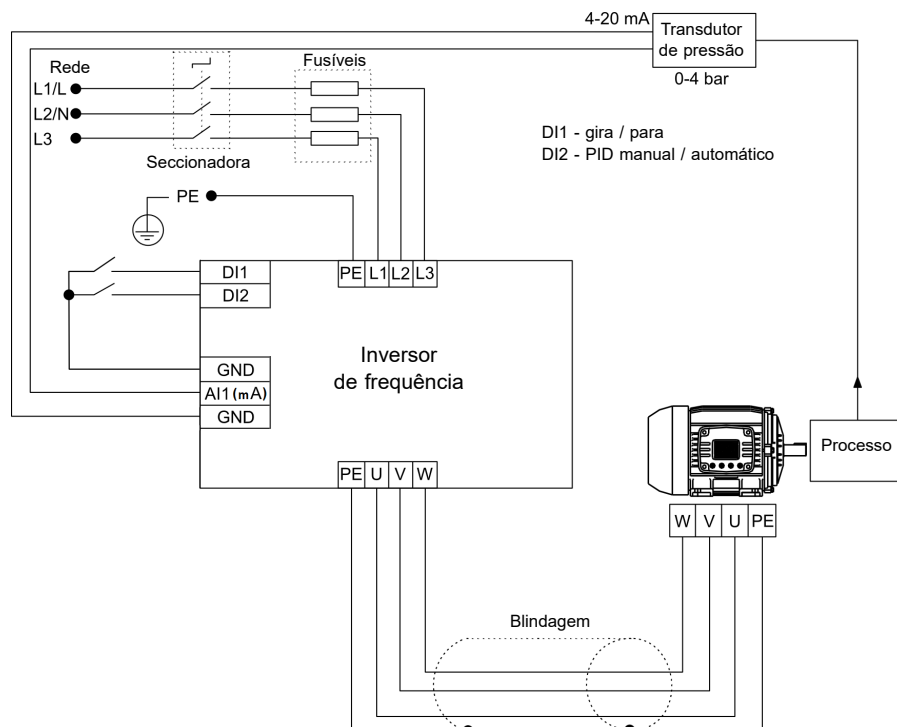 4-20 mA
Transdutor
de pressão
0-4 bar
Rede
Fusíveis
L1/L
L2/N
L3
Seccionadora
DI1 - gira / para
DI2 - PID manual / automático
PE
PE L1 L2 L3
DI1
DI2
GND
AI1 (mA)
GND
Inversor
de frequência
PE U V W
Processo
W V U PE
Blindagem